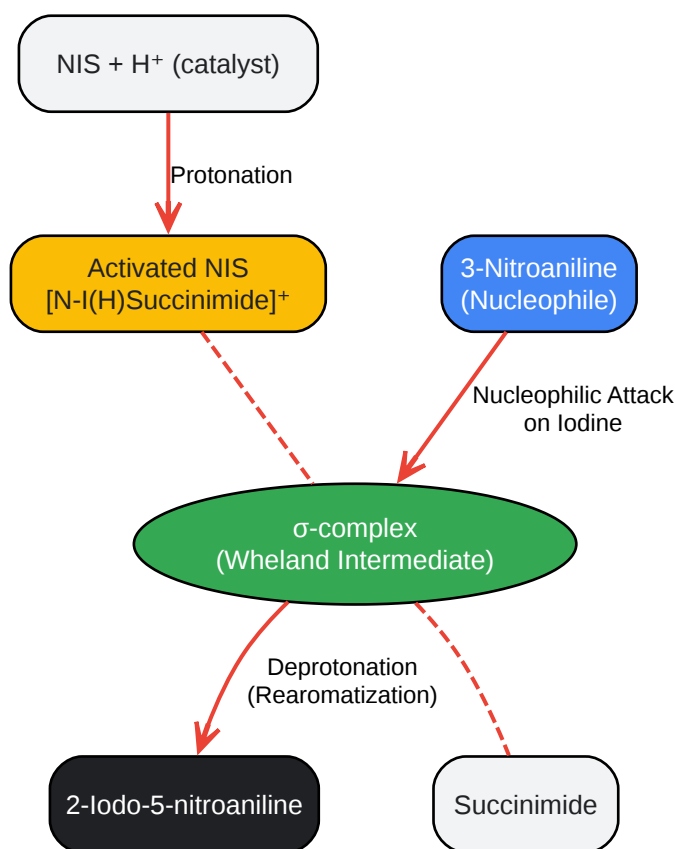 NIS + H⁺ (catalyst)
Protonation
Activated NIS
[N-I(H)Succinimide]⁺
3-Nitroaniline
(Nucleophile)
Nucleophilic Attack
on Iodine
σ-complex
(Wheland Intermediate)
Deprotonation
(Rearomatization)
2-Iodo-5-nitroaniline
Succinimide